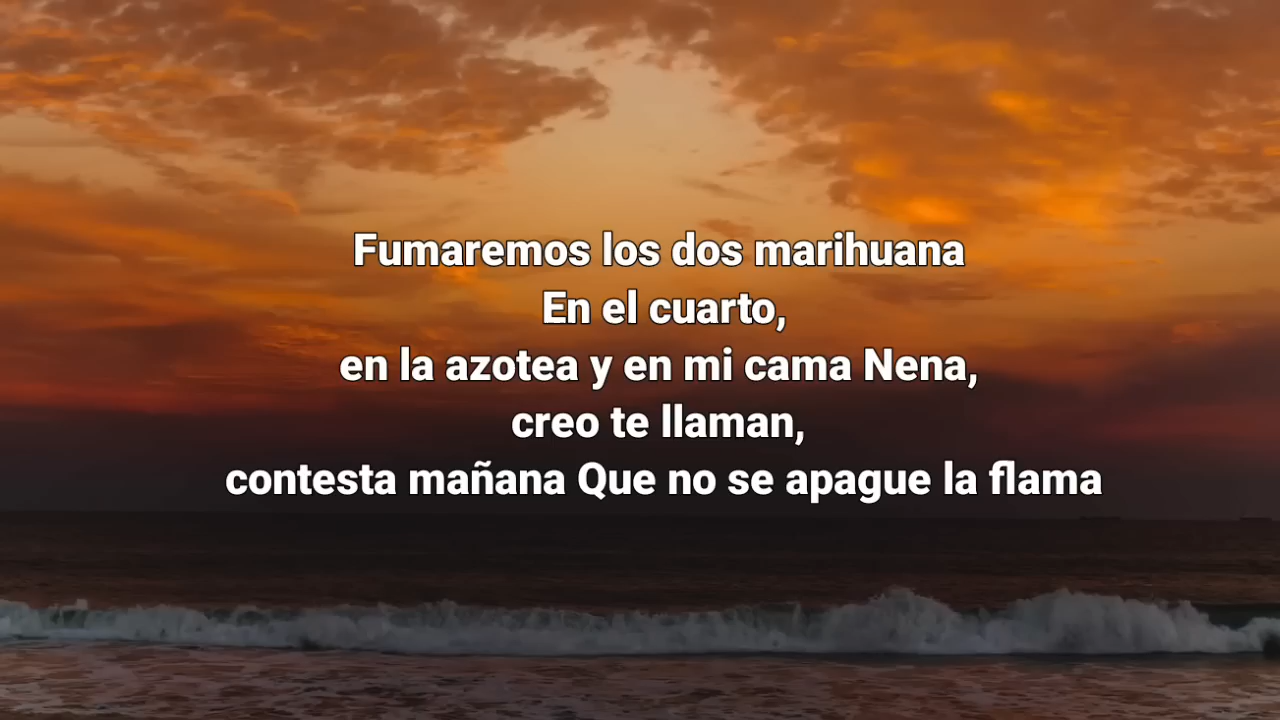 Fumaremos los dos marihuana
En el cuarto,
en la azotea y en mi cama Nena,
creo te llaman,
contesta mañana Que no se apague la flama